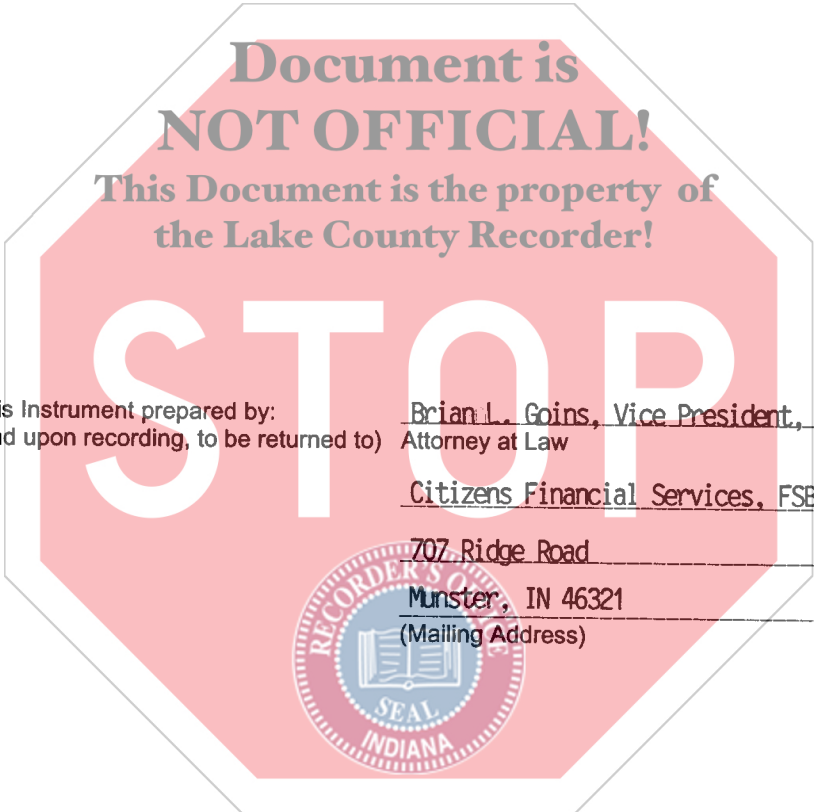 Document is
NOT OFFICIAL!
This Document is the property of
the Lake County Recorder!
STOP
is Instrument prepared by: Brian L. Goins, Vice President,
d upon recording, to be returned to) Attorney at Law
Citizens Financial Services, FSB
707 Ridge Road
Munster, IN 46321
(Mailing Address)
RECORDER'S OFFICE
SEAL
INDIANA